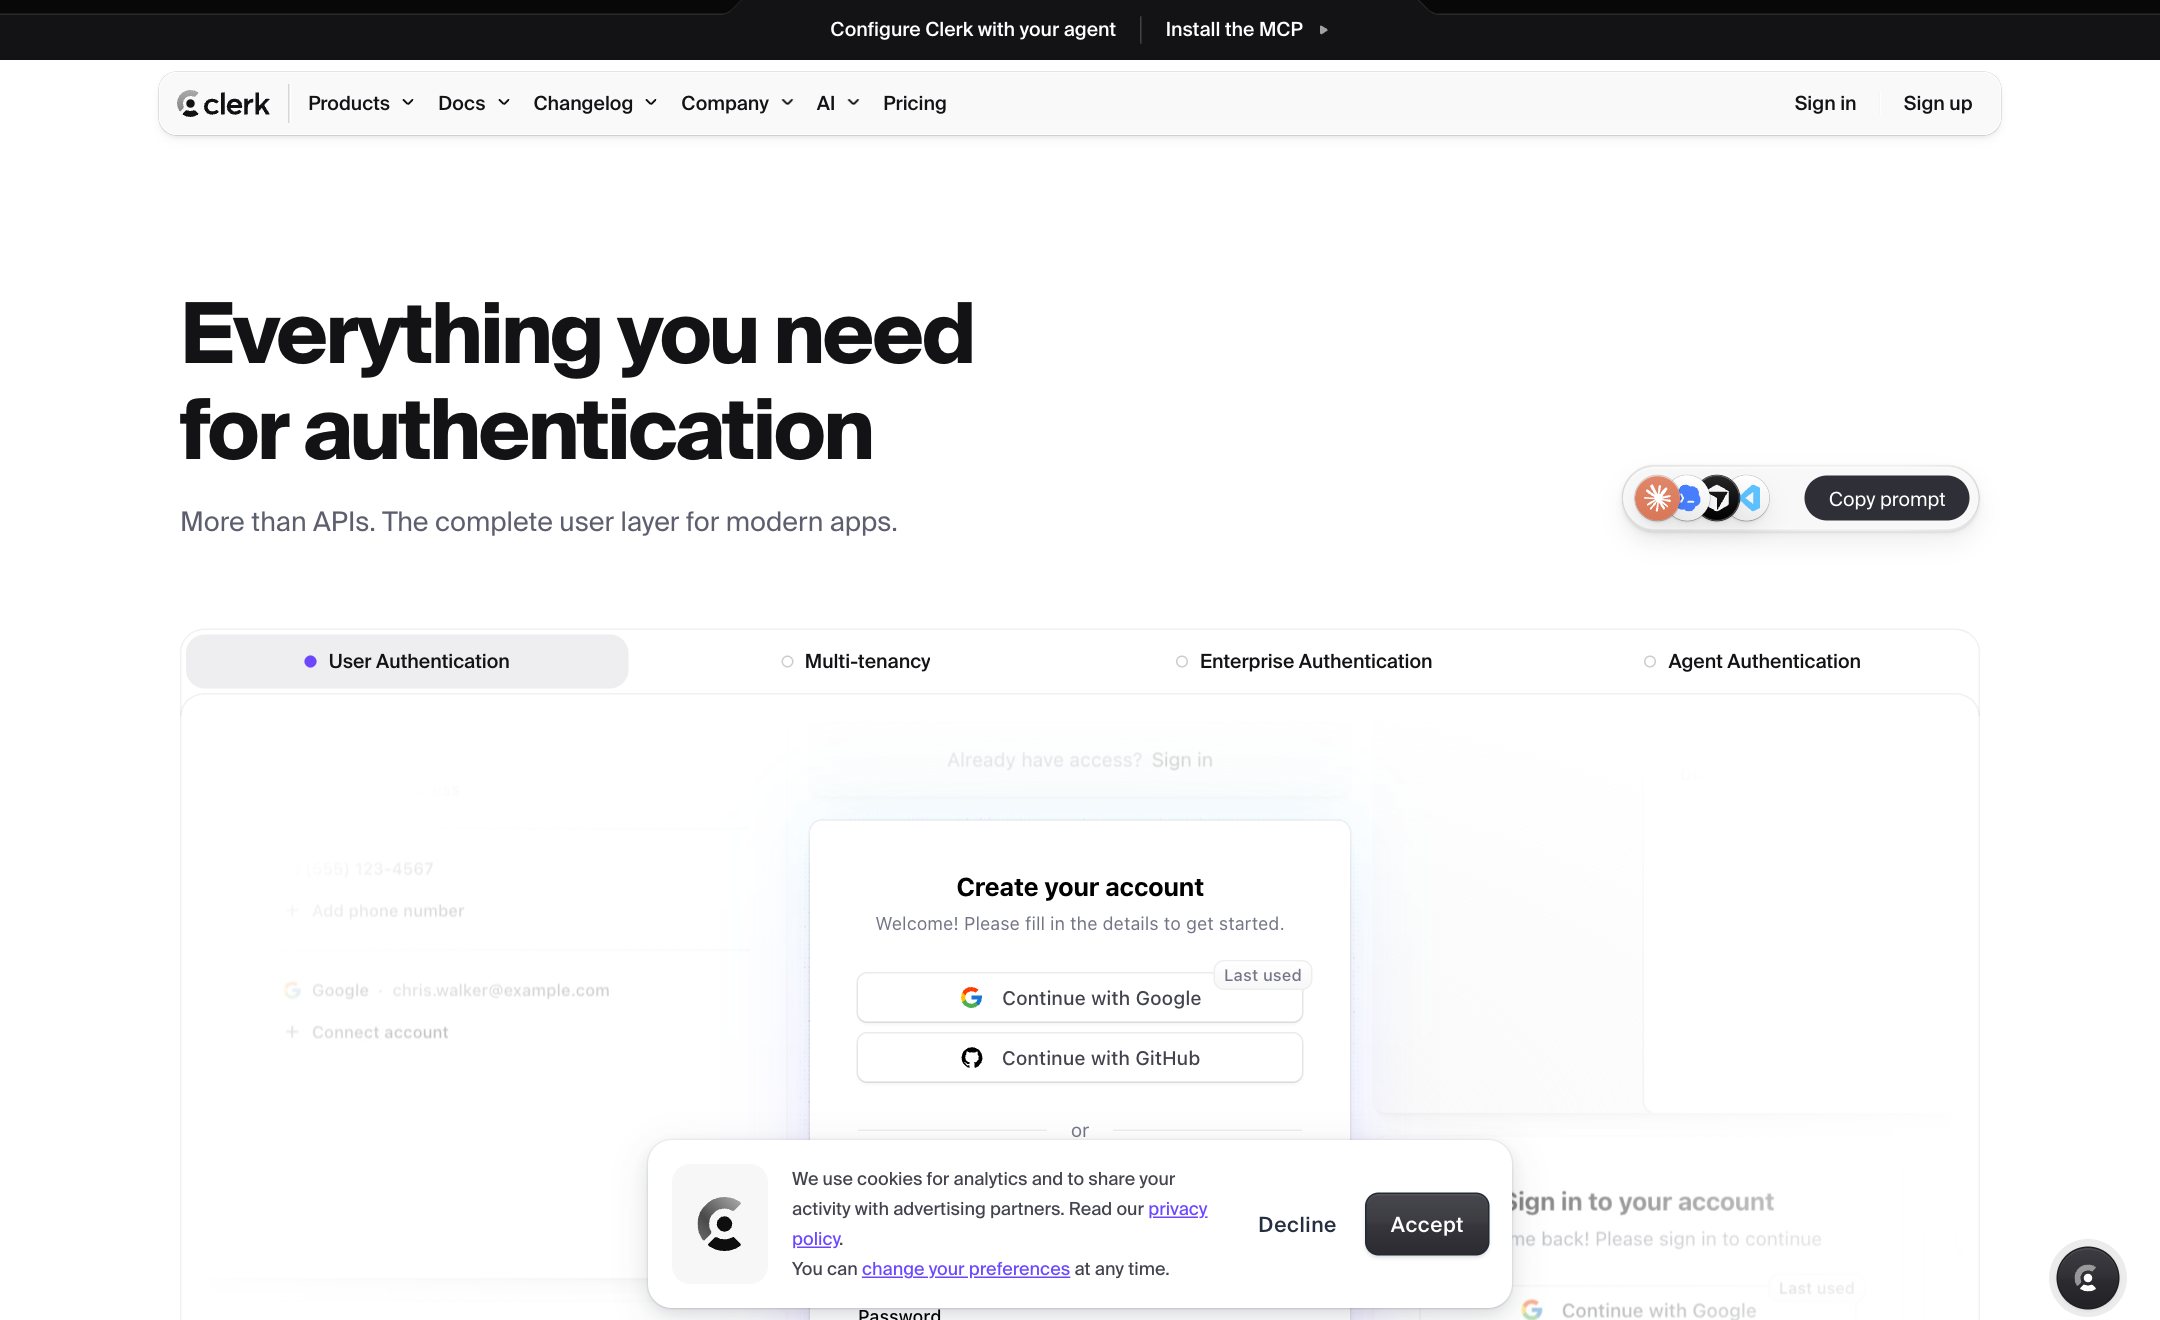 Configure Clerk with your agent
Install the MCP
clerk
Products
Docs
Changelog
Company
AI
Pricing
Sign in
Sign up
Everything you need
for authentication
More than APIs. The complete user layer for modern apps.
Copy prompt
User Authentication
Multi-tenancy
Enterprise Authentication
Agent Authentication
Already have access? Sign in
(555) 123-4567
Add phone number
Google · chris.walker@example.com
Connect account
Create your account
Welcome! Please fill in the details to get started.
Last used
Continue with Google
Continue with GitHub
or
Password
Sign in to your account
me back! Please sign in to continue
Last used
Continue with Google
We use cookies for analytics and to share your
activity with advertising partners. Read our privacy
policy.
You can change your preferences at any time.
Decline
Accept